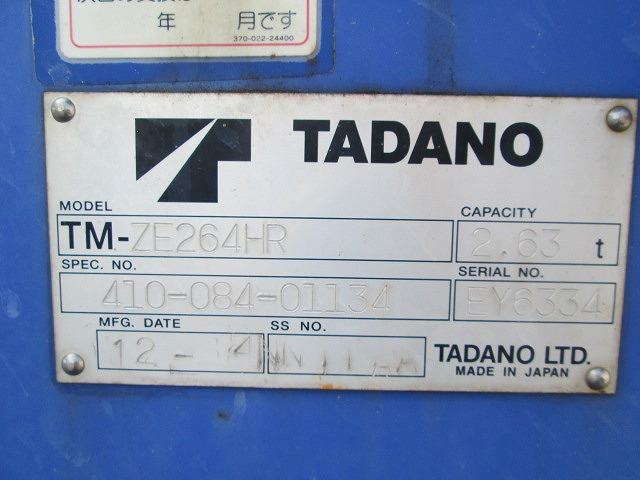 年 月です
370-022-24400
TADANO
MODEL
TM-ZE264HR
CAPACITY
2.63 t
SPEC. NO.
410-084-01134
SERIAL NO.
EY6334
MFG. DATE
12-
SS NO.
TADANO LTD.
MADE IN JAPAN